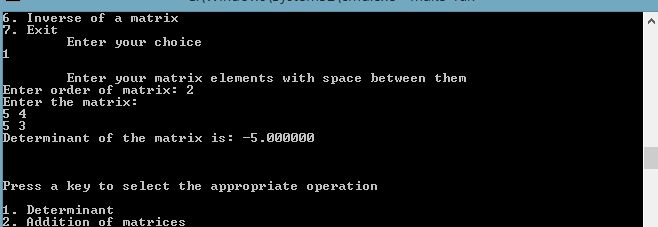 6. Inverse of a matrix
7. Exit
Enter your choice
1
Enter your matrix elements with space between them
Enter order of matrix: 2
Enter the matrix:
5 4
5 3
Determinant of the matrix is: -5.000000
Press a key to select the appropriate operation
1. Determinant
2. Addition of matrices